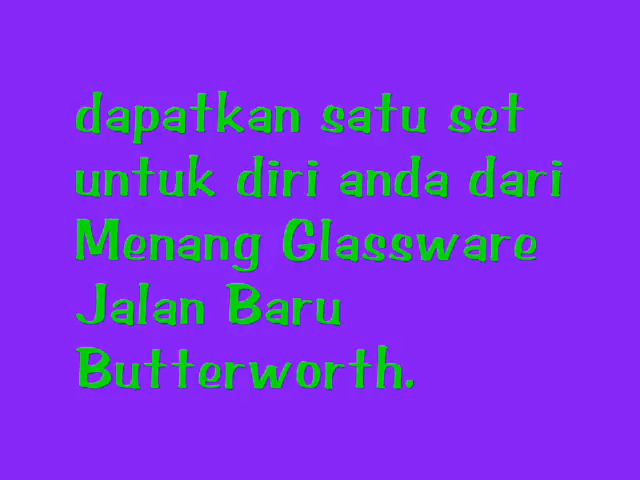 dapatkan satu set
untuk diri anda dari
Menang Glassware
Jalan Baru
Butterworth.